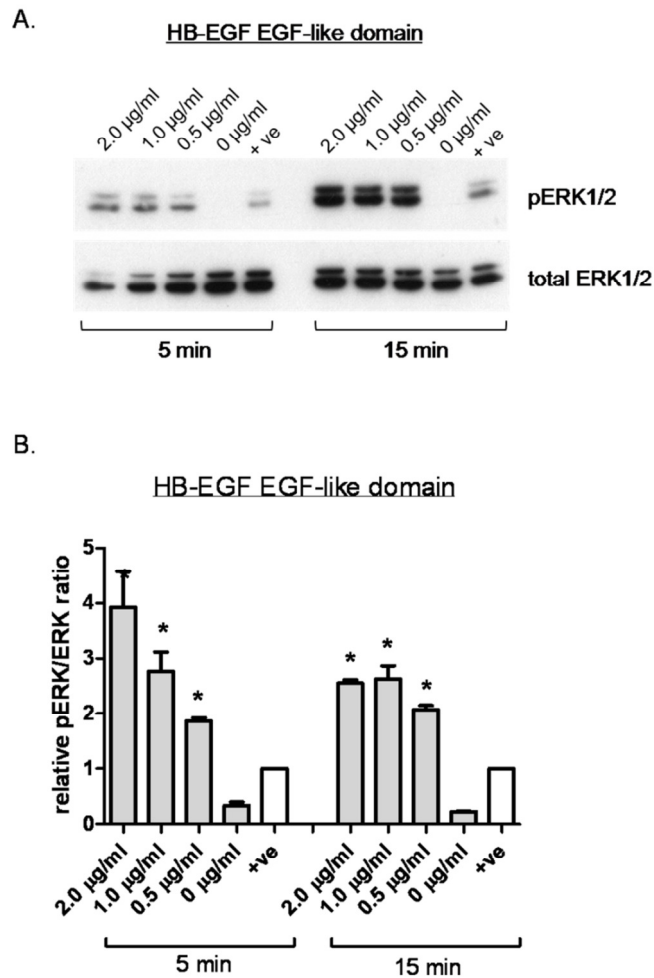 A.
HB-EGF EGF-like domain
2.0 µg/ml 1.0 µg/ml 0.5 µg/ml 0 µg/ml + ve 2.0 µg/ml 1.0 µg/ml 0.5 µg/ml 0 µg/ml + ve
pERK1/2
total ERK1/2
5 min 15 min
B.
HB-EGF EGF-like domain
relative pERK/ERK ratio
5
4
3
2
1
0
* * * * * *
2.0 µg/ml 1.0 µg/ml 0.5 µg/ml 0 µg/ml +ve 2.0 µg/ml 1.0 µg/ml 0.5 µg/ml 0 µg/ml +ve
5 min 15 min